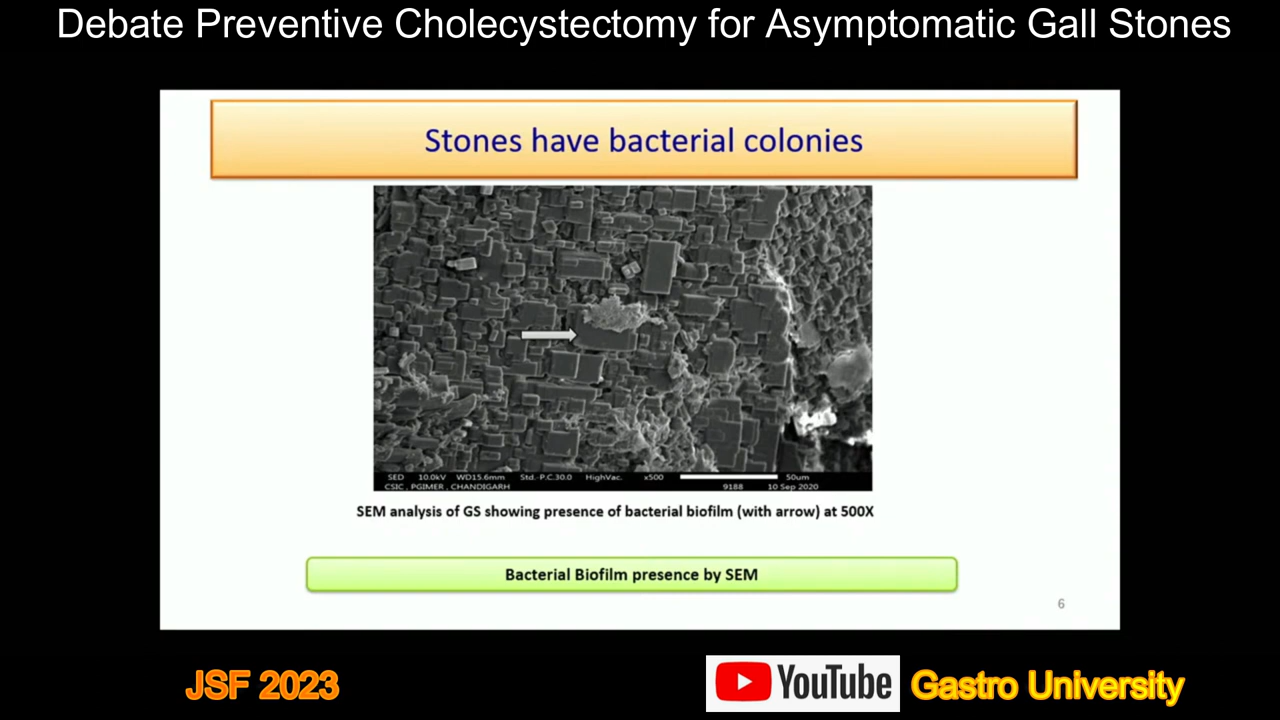 Debate Preventive Cholecystectomy for Asymptomatic Gall Stones
Stones have bacterial colonies
SED 10.0kV WD15.6mm Std.-P.C.30.0 HighVac. x500 50um
CSIC , PGIMER , CHANDIGARH 9188 10 Sep 2020
SEM analysis of GS showing presence of bacterial biofilm (with arrow) at 500X
Bacterial Biofilm presence by SEM
6
JSF 2023 YouTube Gastro University